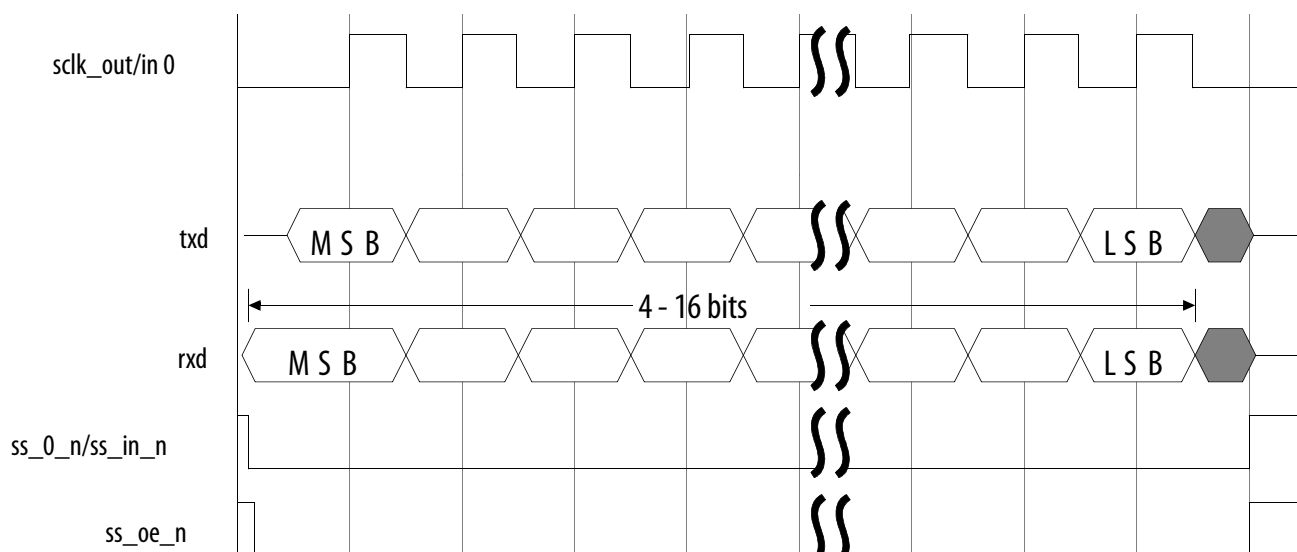 sclk_out/in 0
txd
M S B
L S B
4 - 16 bits
rxd
M S B
L S B
ss_0_n/ss_in_n
ss_oe_n